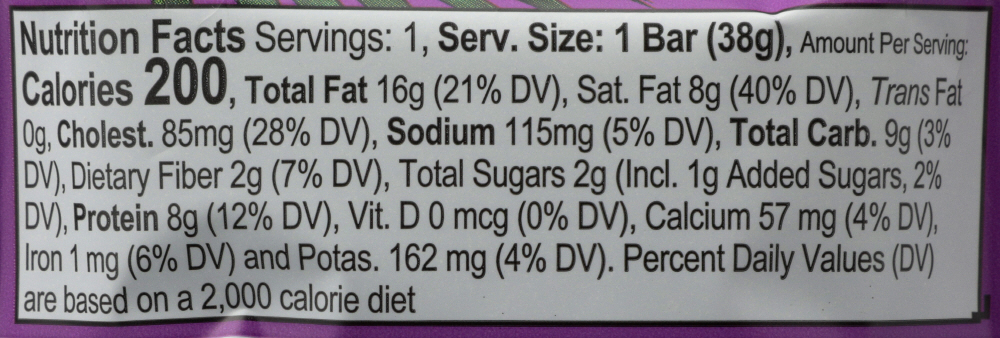 Nutrition Facts Servings: 1, Serv. Size: 1 Bar (38g), Amount Per Serving:
Calories 200, Total Fat 16g (21% DV), Sat. Fat 8g (40% DV), Trans Fat
0g, Cholest. 85mg (28% DV), Sodium 115mg (5% DV), Total Carb. 9g (3%
DV), Dietary Fiber 2g (7% DV), Total Sugars 2g (Incl. 1g Added Sugars, 2%
DV), Protein 8g (12% DV), Vit. D 0 mcg (0% DV), Calcium 57 mg (4% DV),
Iron 1 mg (6% DV) and Potas. 162 mg (4% DV). Percent Daily Values (DV)
are based on a 2,000 calorie diet